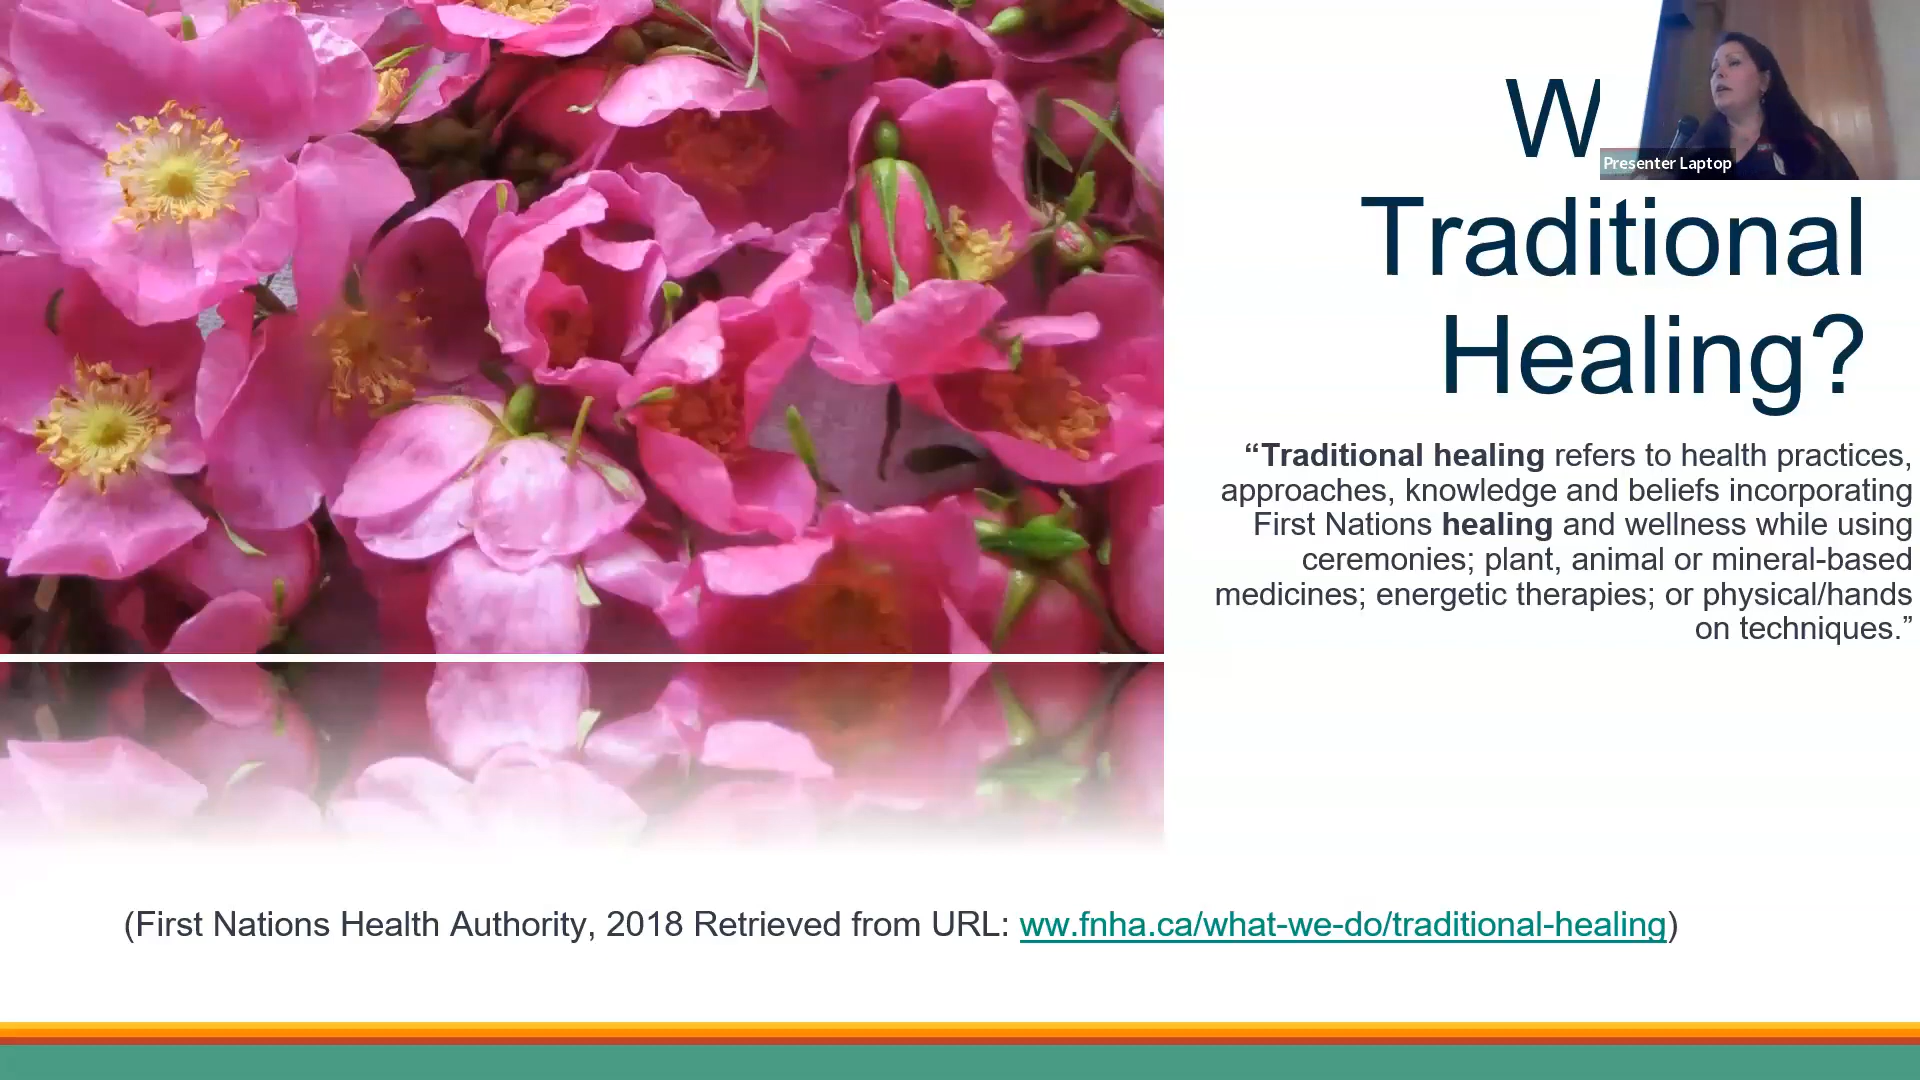 W
Presenter Laptop
Traditional
Healing?
“Traditional healing refers to health practices,
approaches, knowledge and beliefs incorporating
First Nations healing and wellness while using
ceremonies; plant, animal or mineral-based
medicines; energetic therapies; or physical/hands
on techniques.”
(First Nations Health Authority, 2018 Retrieved from URL: ww.fnha.ca/what-we-do/traditional-healing)